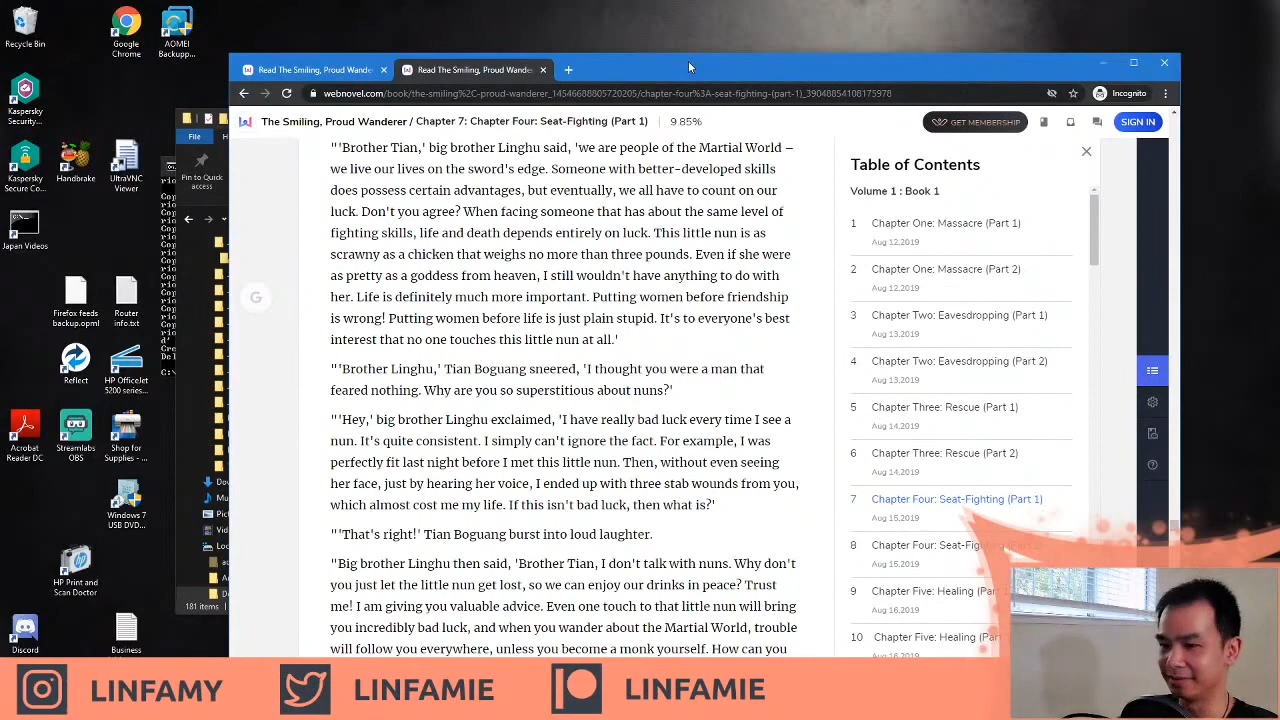 Recycle Bin
Google Chrome
AOMEI Backupp...
Kaspersky Security...
Kaspersky Secure Co...
Handbrake
UltraVNC Viewer
Japan Videos
Firefox feeds backup.opml
Router info.txt
Reflect
HP OfficeJet 5200 series...
Acrobat Reader DC
Streamlabs OBS
Shop for Supplies - ...
Windows 7 USB DVD...
HP Print and Scan Doctor
Discord
Business
File
Pin to Quick access
181 items
Read The Smiling, Proud Wande
Read The Smiling, Proud Wande
webnovel.com/book/the-smiling%2C-proud-wanderer_14546688805720205/chapter-four%3A-seat-fighting-(part-1)_39048854108175978
Incognito
The Smiling, Proud Wanderer / Chapter 7: Chapter Four: Seat-Fighting (Part 1)
9.85%
GET MEMBERSHIP
SIGN IN
"'Brother Tian,' big brother Linghu said, 'we are people of the Martial World –
we live our lives on the sword's edge. Someone with better-developed skills
does possess certain advantages, but eventually, we all have to count on our
luck. Don't you agree? When facing someone that has about the same level of
fighting skills, life and death depends entirely on luck. This little nun is as
scrawny as a chicken that weighs no more than three pounds. Even if she were
as pretty as a goddess from heaven, I still wouldn't have anything to do with
her. Life is definitely much more important. Putting women before friendship
is wrong! Putting women before life is just plain stupid. It's to everyone's best
interest that no one touches this little nun at all.'
"'Brother Linghu,' Tian Boguang sneered, 'I thought you were a man that
feared nothing. Why are you so superstitious about nuns?'
"'Hey,' big brother Linghu exclaimed, 'I have really bad luck every time I see a
nun. It's quite consistent. I simply can't ignore the fact. For example, I was
perfectly fit last night before I met this little nun. Then, without even seeing
her face, just by hearing her voice, I ended up with three stab wounds from you,
which almost cost me my life. If this isn't bad luck, then what is?'
"'That's right!' Tian Boguang burst into loud laughter.
"Big brother Linghu then said, 'Brother Tian, I don't talk with nuns. Why don't
you just let the little nun get lost, so we can enjoy our drinks in peace? Trust
me! I am giving you valuable advice. Even one touch to that little nun will bring
you incredibly bad luck, and when you wander about the Martial World, trouble
will follow you everywhere, unless you become a monk yourself. How can you
Table of Contents
Volume 1 : Book 1
1 Chapter One: Massacre (Part 1)
Aug 12,2019
2 Chapter One: Massacre (Part 2)
Aug 12,2019
3 Chapter Two: Eavesdropping (Part 1)
Aug 13,2019
4 Chapter Two: Eavesdropping (Part 2)
Aug 13,2019
5 Chapter Three: Rescue (Part 1)
Aug 14,2019
6 Chapter Three: Rescue (Part 2)
Aug 14,2019
7 Chapter Four: Seat-Fighting (Part 1)
Aug 15,2019
8 Chapter Four: Seat-Fig
Aug 15,2019
9 Chapter Five: Healing (Par
Aug 16,2019
10 Chapter Five: Healing (Par
Aug 16,2019
LINFAMY
LINFAMIE
LINFAMIE